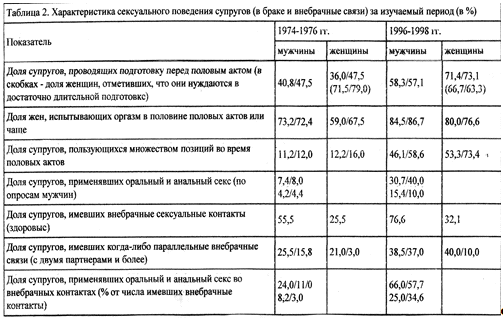 Таблица 2. Характеристика сексуального поведения супругов (в браке и внебрачные связи) за изучаемый период (в %)
Показатель
1974-1976 гг.
1996-1998 гг.
мужчины
женщины
мужчины
женщины
Доля супругов, проводящих подготовку перед половым актом (в
скобках - доля женщин, отметивших, что они нуждаются в
достаточно длительной подготовке)
40,8/47,5
36,0/47,5
(71,5/79,0)
58,3/57,1
71,4/73,1
(66,7/63,3)
Доля жен, испытывающих оргазм в половине половых актов или
чаще
73,2/72,4
59,0/67,5
84,5/86,7
80,0/76,6
Доля супругов, пользующихся множеством позиций во время
половых актов
11,2/12,0
12,2/16,0
46,1/58,6
53,3/73,4
Доля супругов, применявших оральный и анальный секс (по
опросам мужчин)
7,4/8,0
4,2/4,4
30,7/40,0
15,4/10,0
Доля супругов, имевших внебрачные сексуальные контакты
(здоровые)
55,5
25,5
76,6
32,1
Доля супругов, имевших когда-либо параллельные внебрачные
связи (с двумя партнерами и более)
25,5/15,8
21,0/3,0
38,5/37,0
40,0/10,0
Доля супругов, применявших оральный и анальный секс во
внебрачных контактах (% от числа имевших внебрачные
контакты)
24,0/11/0
8,2/3,0
66,0/57,7
25,0/34,6